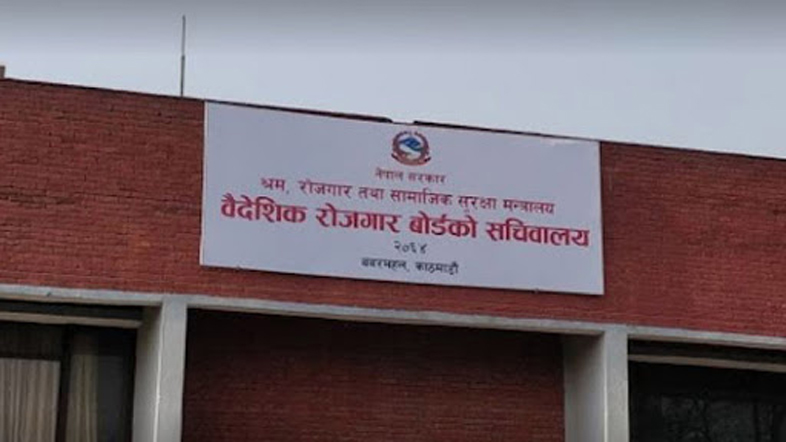 नेपाल सरकार
श्रम, रोजगार तथा सामाजिक सुरक्षा मन्त्रालय
वैदेशिक रोजगार बोर्डको सचिवालय
२०६४
बबरमहल, काठमाडौं